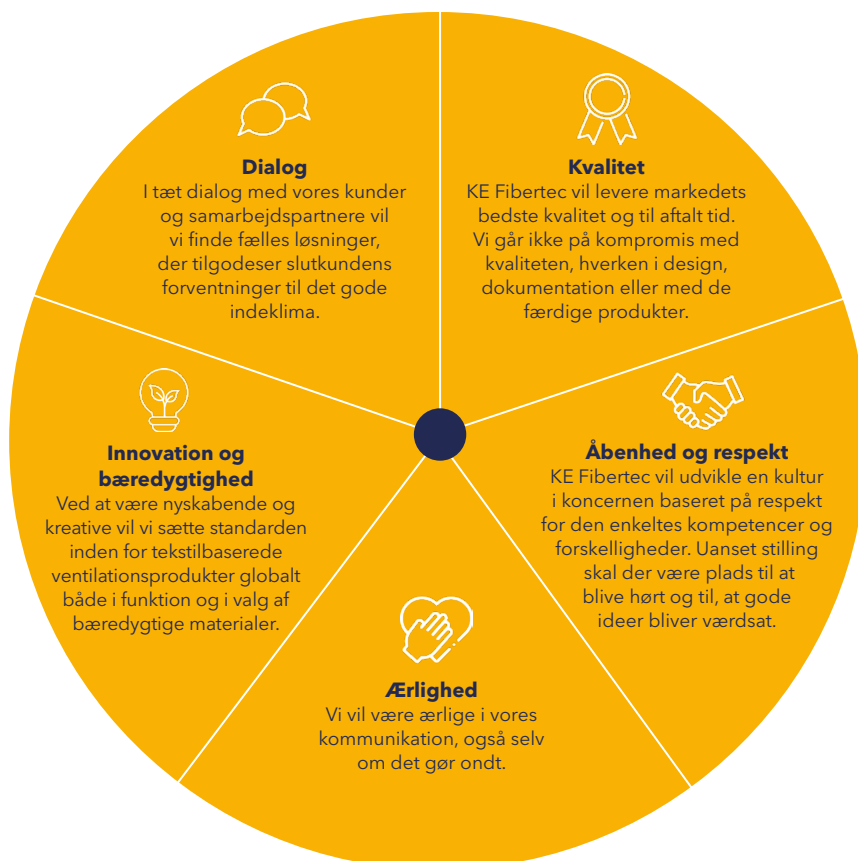 Dialog
I tæt dialog med vores kunder
og samarbejdspartnere vil
vi finde fælles løsninger,
der tilgodeser slutkundens
forventninger til det gode
indeklima.
Kvalitet
KE Fibertec vil levere markedets
bedste kvalitet og til aftalt tid.
Vi går ikke på kompromis med
kvaliteten, hverken i design,
dokumentation eller med de
færdige produkter.
Innovation og
bæredygtighed
Ved at være nyskabende og
kreative vil vi sætte standarden
inden for tekstilbaserede
ventilationsprodukter globalt
både i funktion og i valg af
bæredygtige materialer.
Åbenhed og respekt
KE Fibertec vil udvikle en kultur
i koncernen baseret på respekt
for den enkeltes kompetencer og
forskelligheder. Uanset stilling
skal der være plads til at
blive hørt og til, at gode
ideer bliver værdsat.
Ærlighed
Vi vil være ærlige i vores
kommunikation, også selv
om det gør ondt.